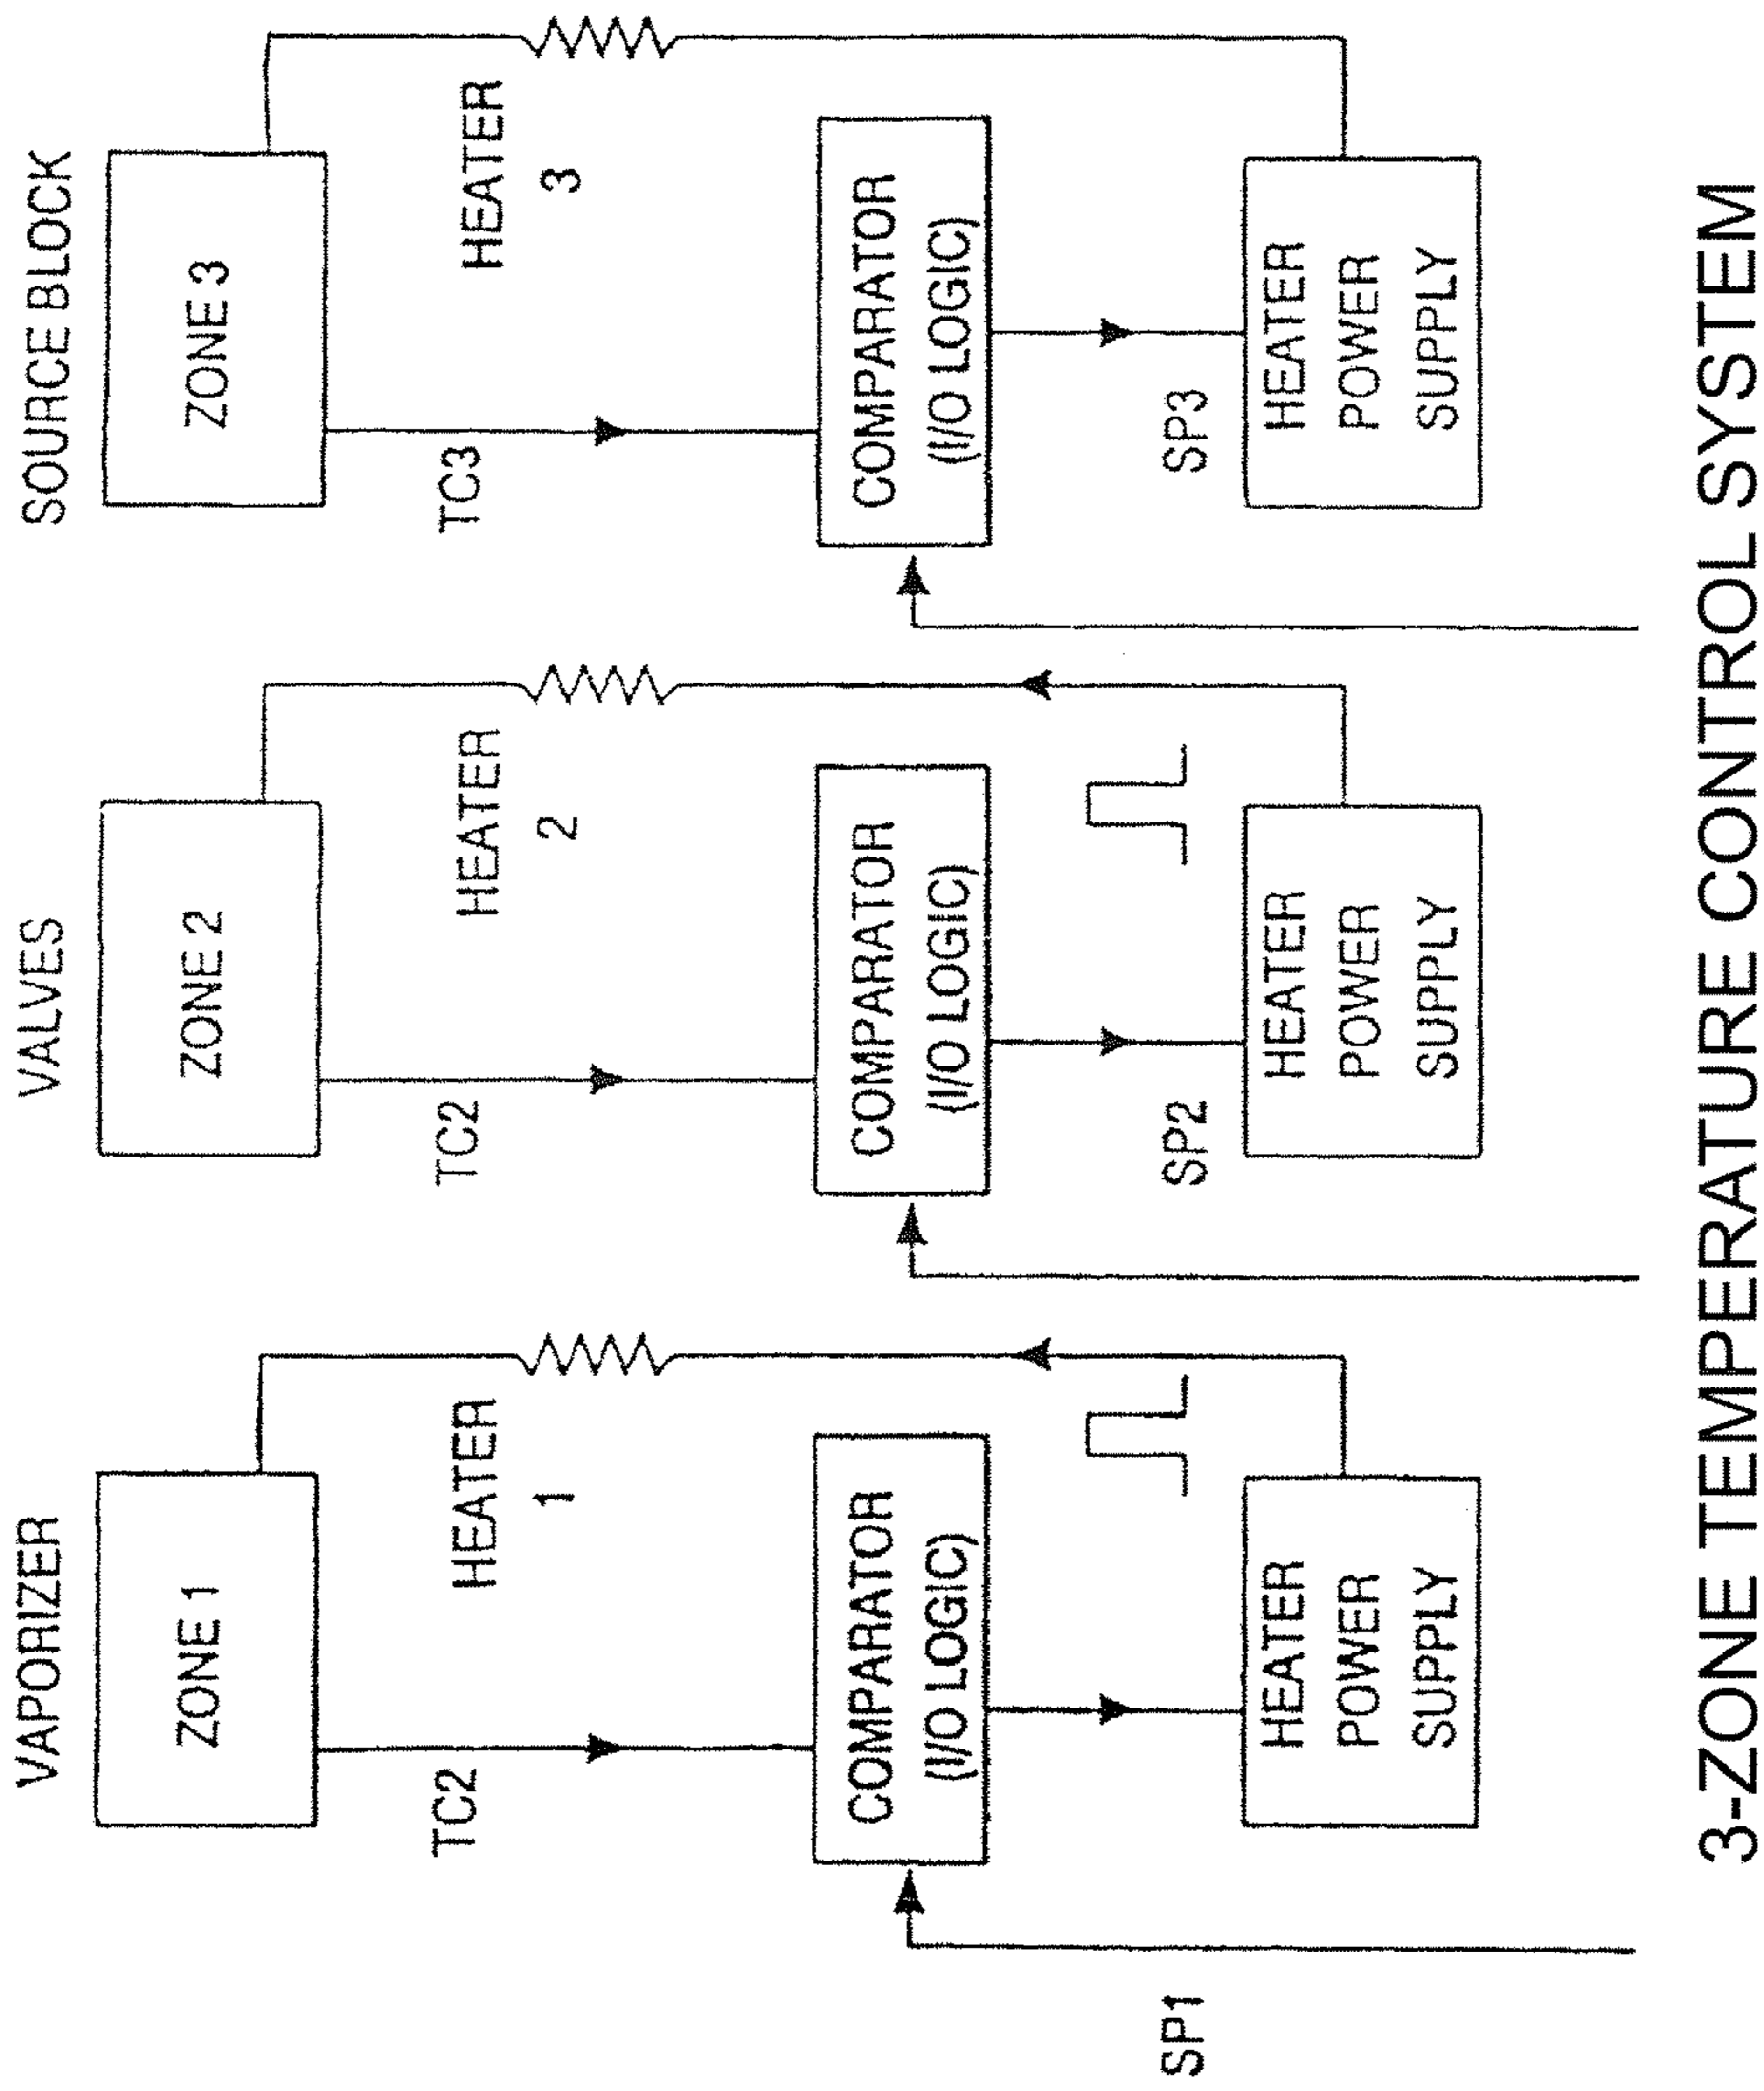 VAPORIZER
VALVES
SOURCE BLOCK
ZONE 1
ZONE 2
ZONE 3
TC2
HEATER
1
TC2
HEATER
2
TC3
HEATER
3
COMPARATOR
(I/O LOGIC)
COMPARATOR
(I/O LOGIC)
COMPARATOR
(I/O LOGIC)
SP1
SP2
SP3
HEATER
POWER
SUPPLY
HEATER
POWER
SUPPLY
HEATER
POWER
SUPPLY
3-ZONE TEMPERATURE CONTROL SYSTEM